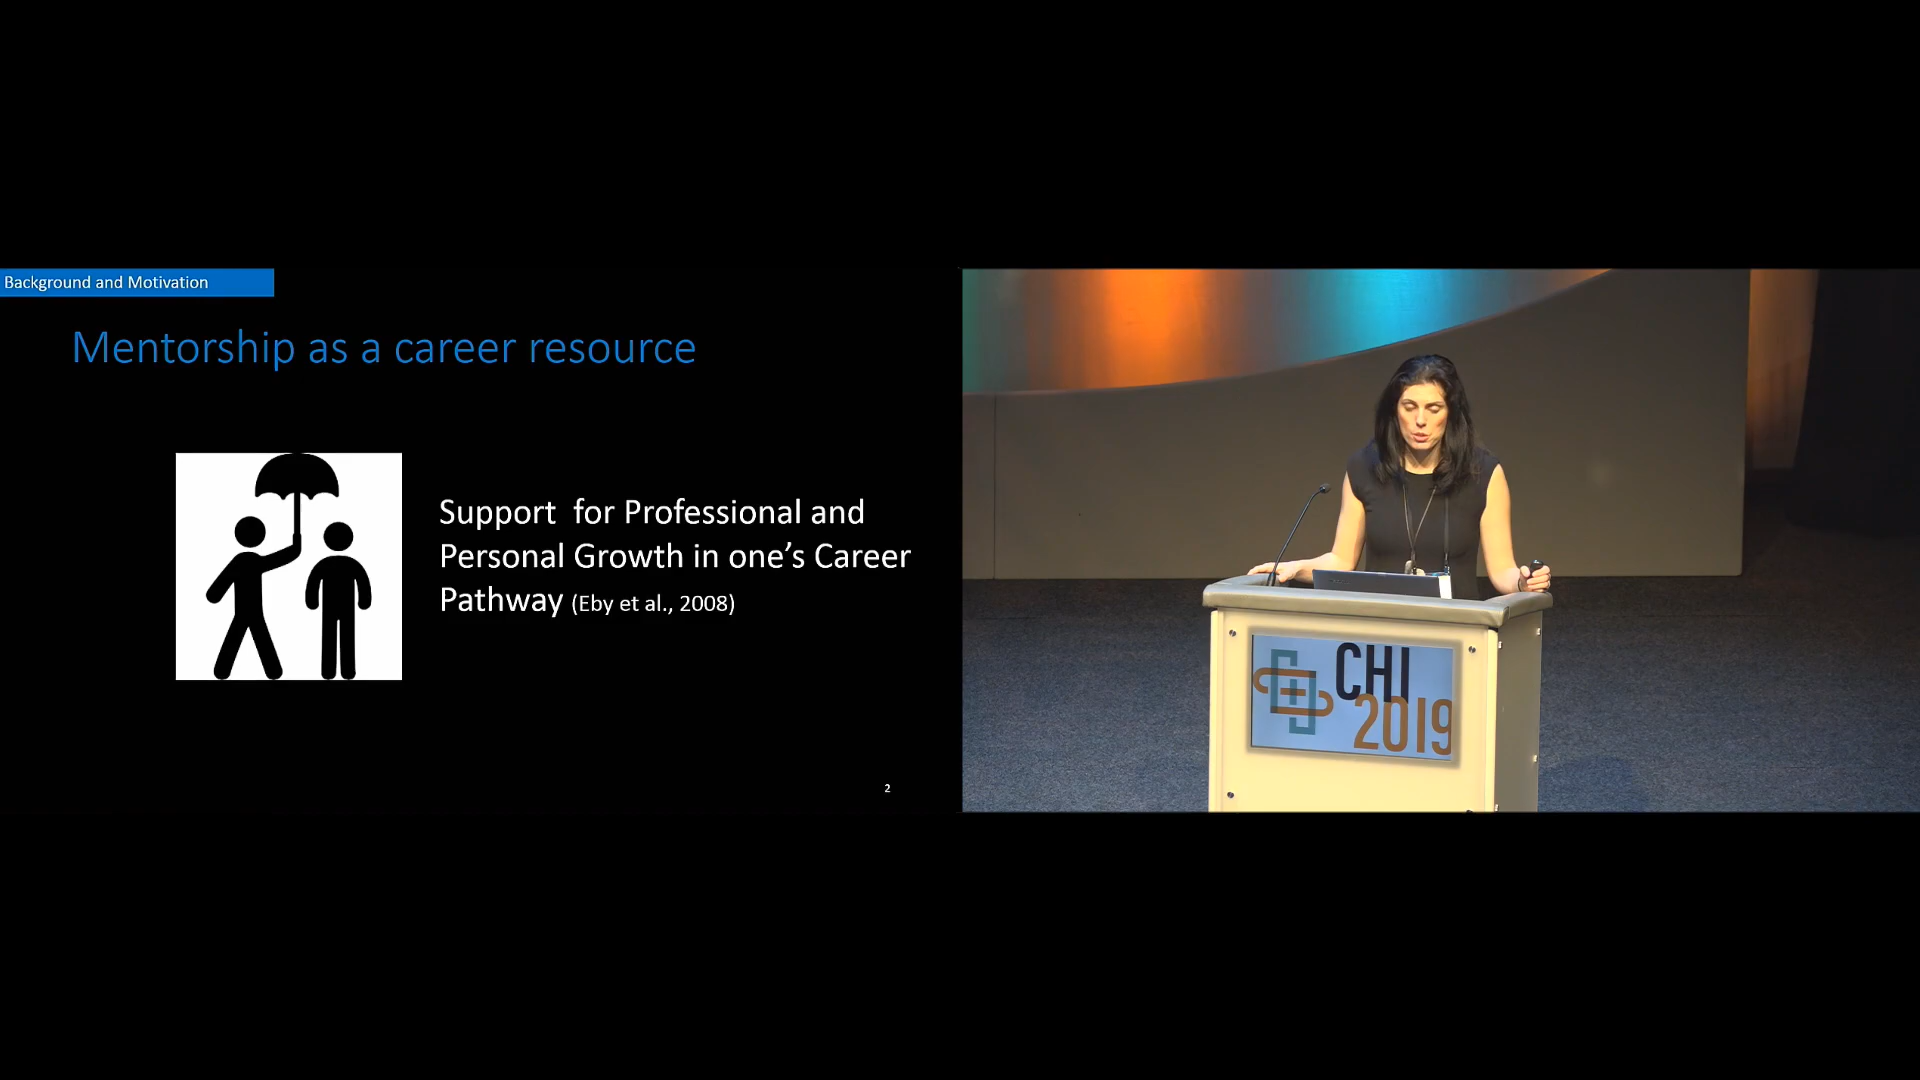 Background and Motivation
Mentorship as a career resource
Support  for Professional and
Personal Growth in one’s Career
Pathway (Eby et al., 2008)
2
CHI
2019